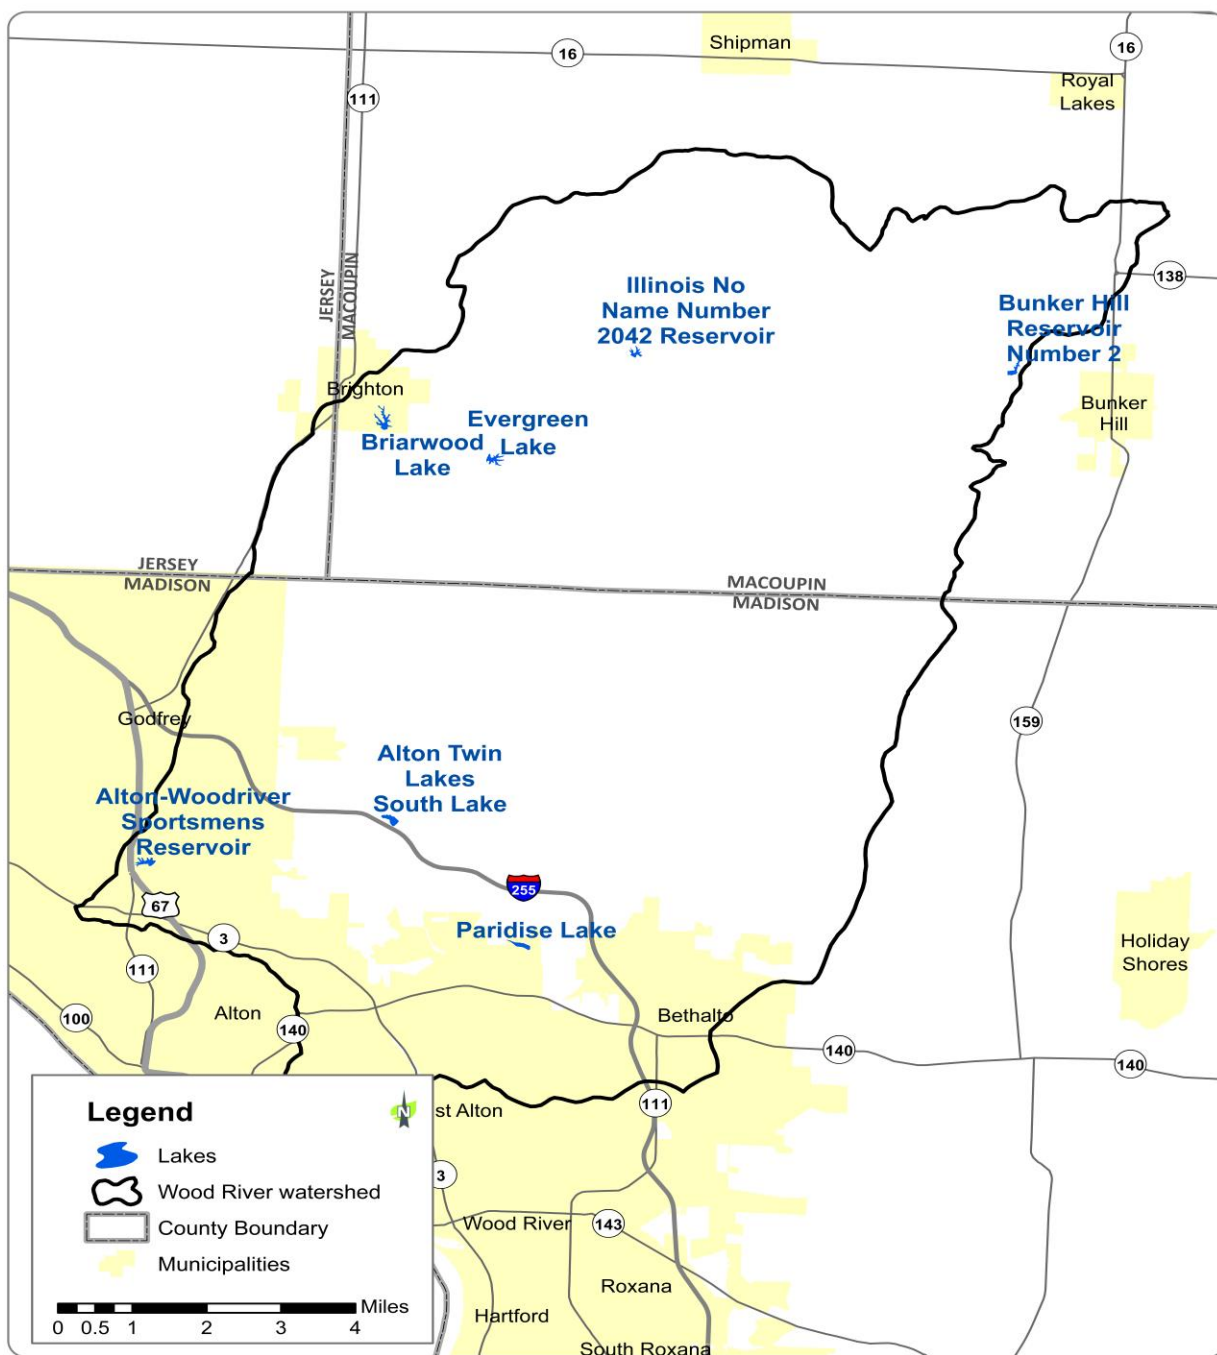 Shipman
16
16
Royal
Lakes
111
JERSEY
MACOUPIN
Illinois No
Name Number
2042 Reservoir
138
Bunker Hill
Reservoir
Number 2
Brighton
Bunker
Hill
Evergreen
Lake
Briarwood
Lake
JERSEY
MADISON
MACOUPIN
MADISON
Godfrey
159
Alton Twin
Lakes
South Lake
Alton-Woodriver
Sportsmens
Reservoir
255
67
3
Paridise Lake
Holiday
Shores
111
100
Alton
140
Bethalto
140
140
111
st Alton
3
Wood River
143
Roxana
Hartford
South Roxana
Legend
N
Lakes
Wood River watershed
County Boundary
Municipalities
Miles
0 0.5 1 2 3 4